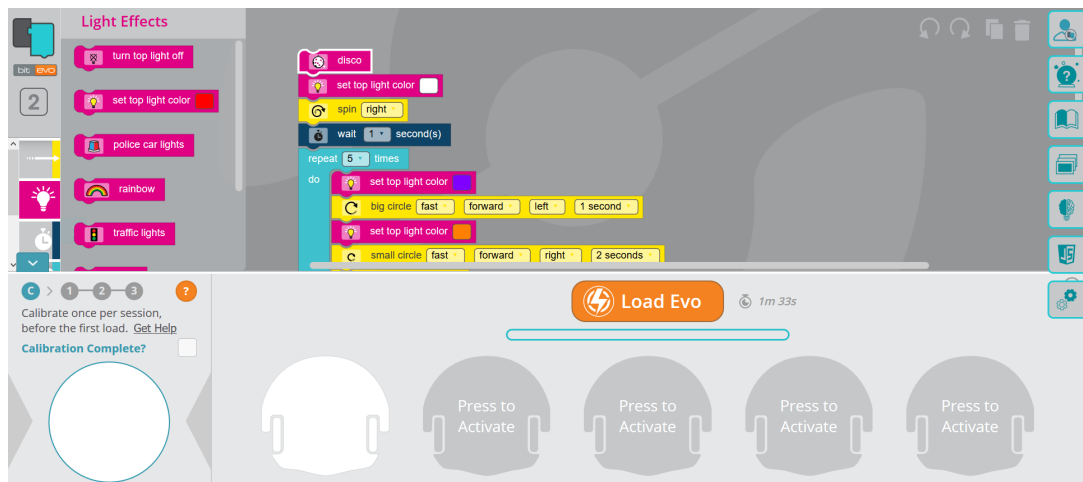 Light Effects
bit evo
2
turn top light off
set top light color
police car lights
rainbow
traffic lights
disco
set top light color
spin right
wait 1 second(s)
repeat 5 times
do
set top light color
big circle fast forward left 1 second
set top light color
small circle fast forward right 2 seconds
?
JS
C > 1 2 3 ?
Calibrate once per session,
before the first load. Get Help
Calibration Complete?
Load Evo
1m 33s
Press to
Activate
Press to
Activate
Press to
Activate
Press to
Activate